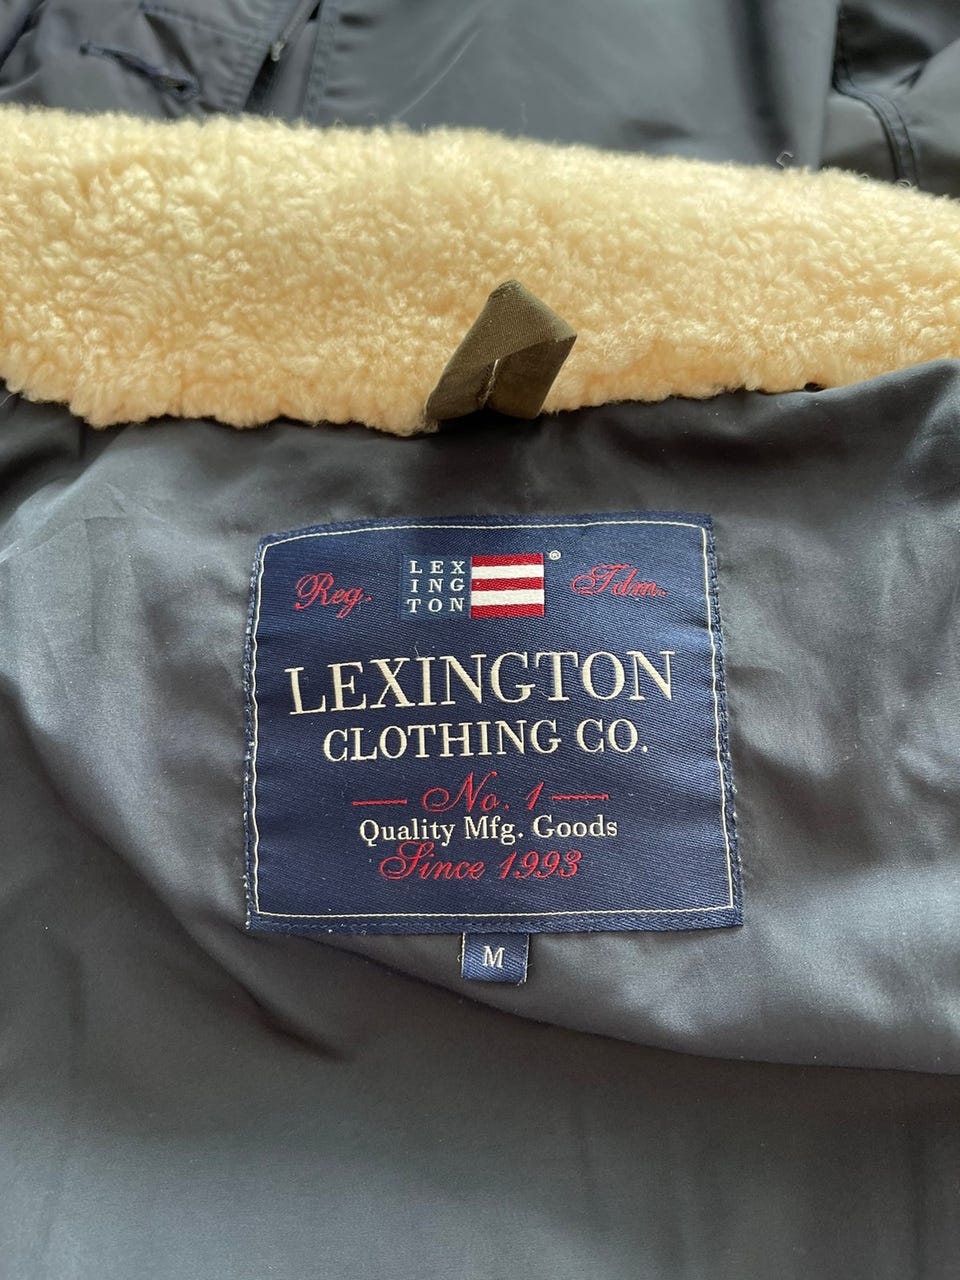 Reg.
LEX
ING
TON
®
Tdm.
LEXINGTON
CLOTHING CO.
No. 1
Quality Mfg. Goods
Since 1993
M